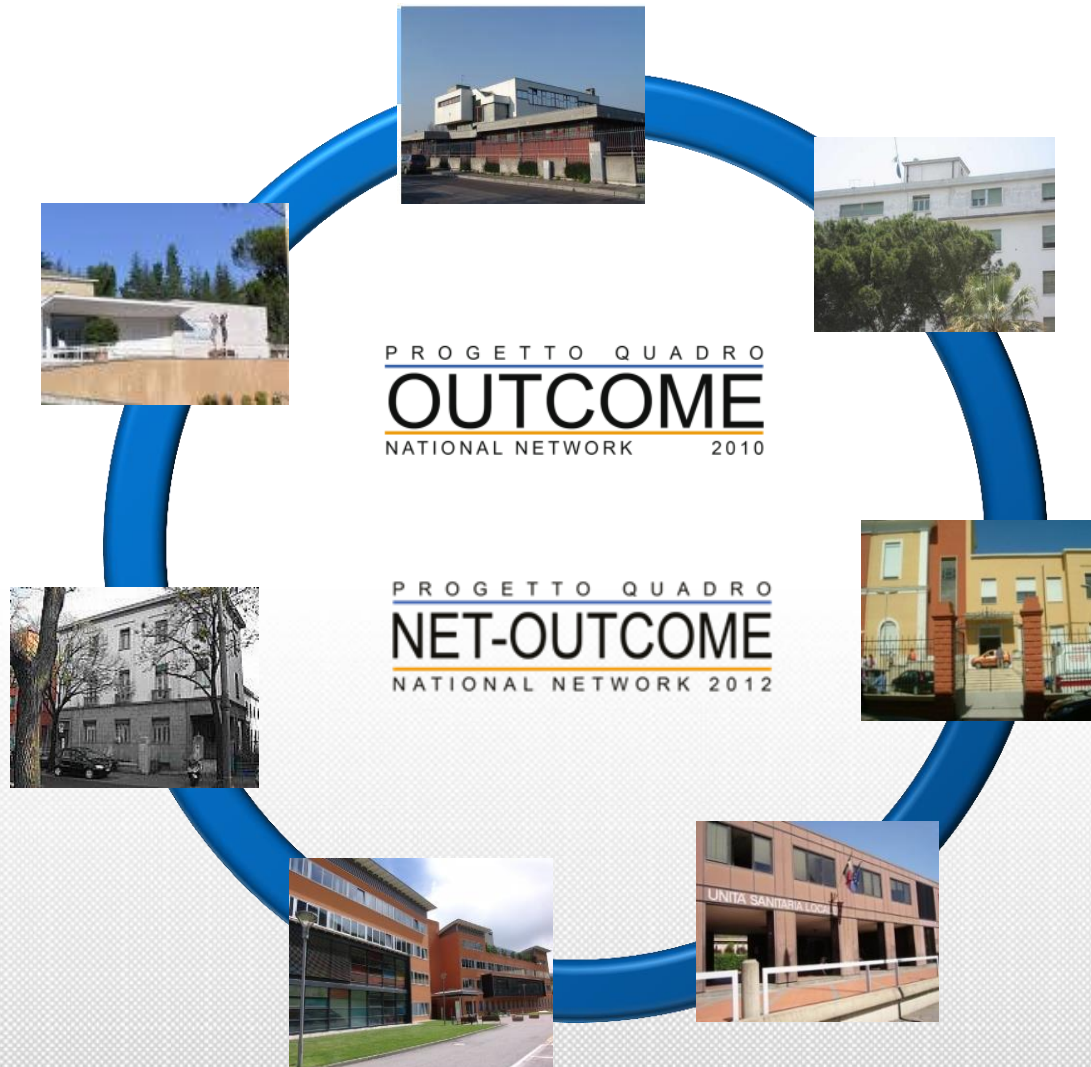 PROGETTO QUADRO
OUTCOME
NATIONAL NETWORK 2010
PROGETTO QUADRO
NET-OUTCOME
NATIONAL NETWORK 2012
UNITA SANITARIA LOCALE